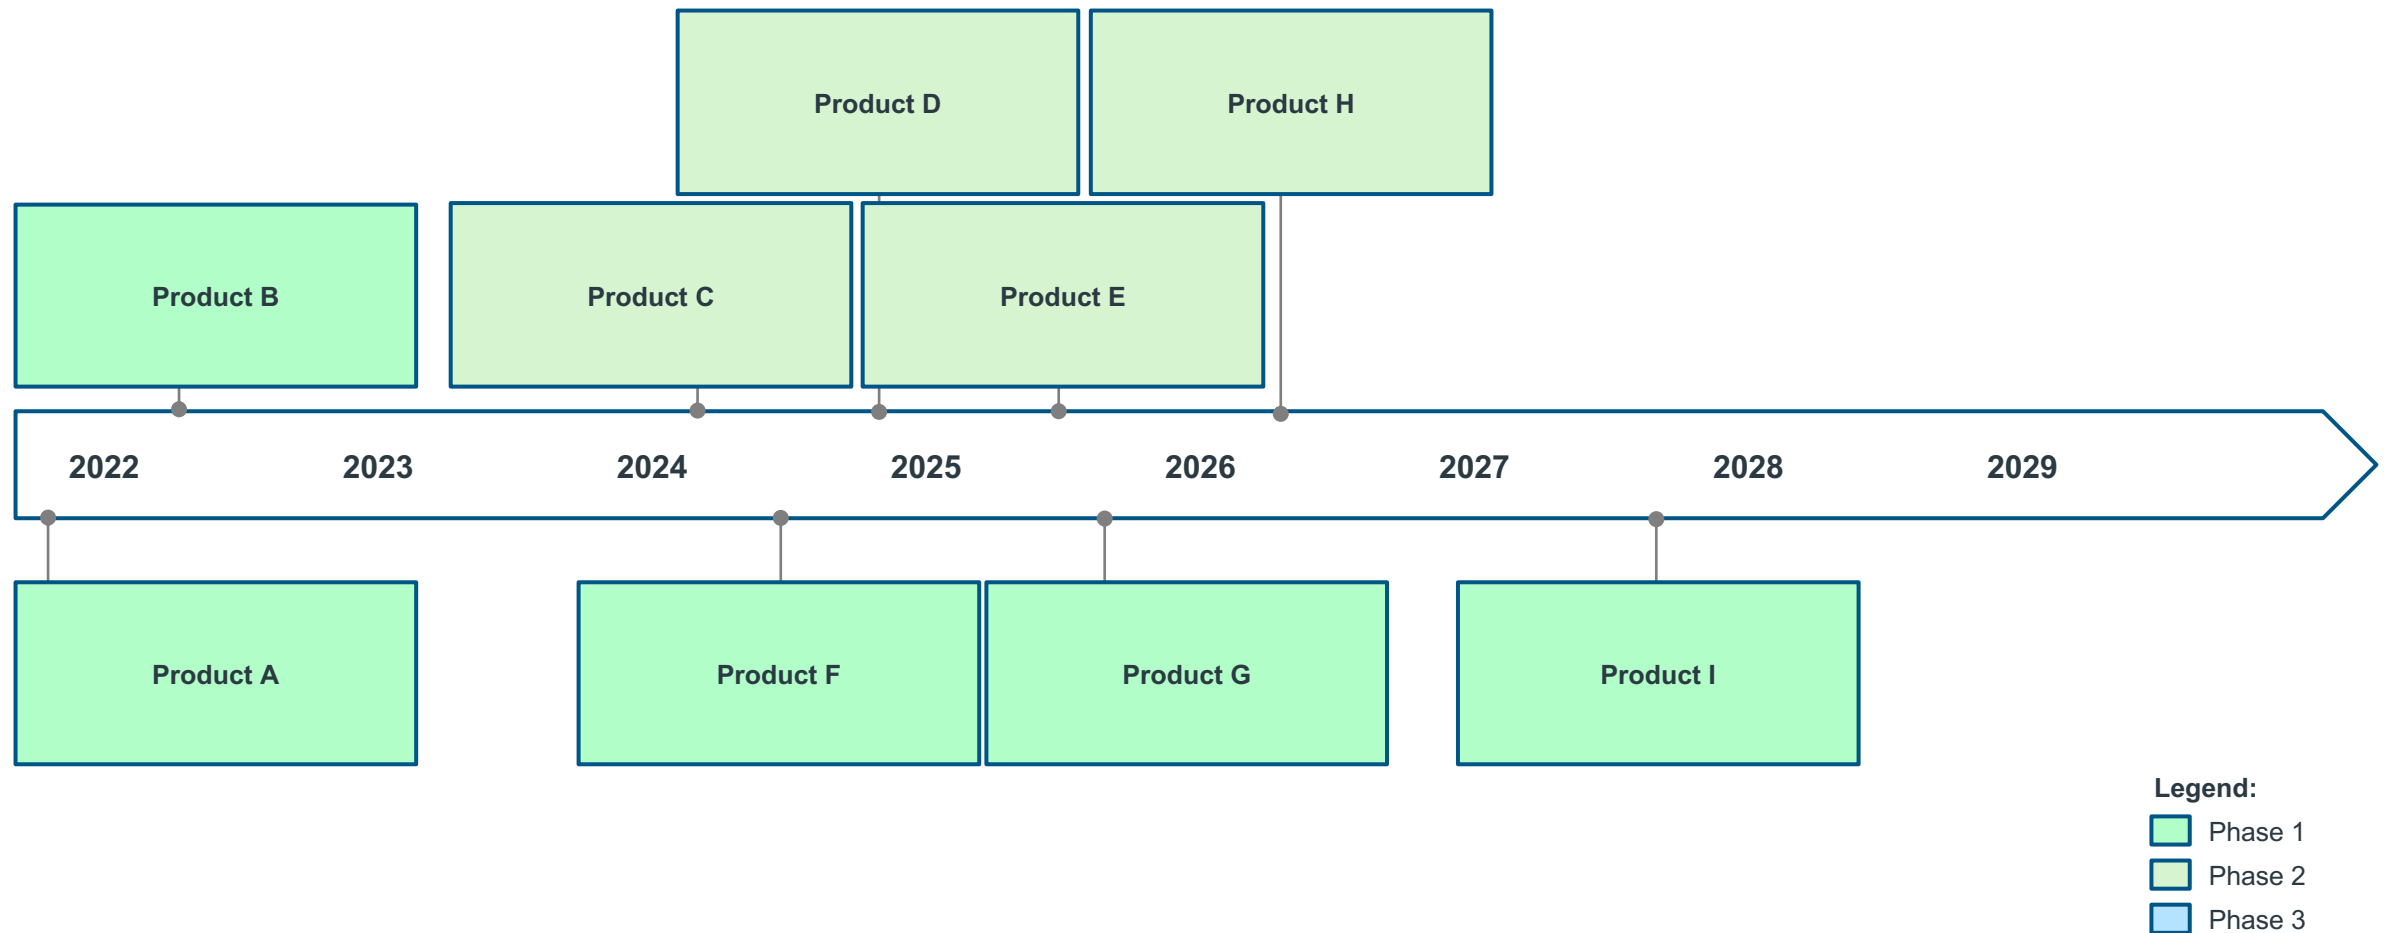 Product D
Product H
Product B
Product C
Product E
2022
2023
2024
2025
2026
2027
2028
2029
Product A
Product F
Product G
Product I
Legend:
Phase 1
Phase 2
Phase 3